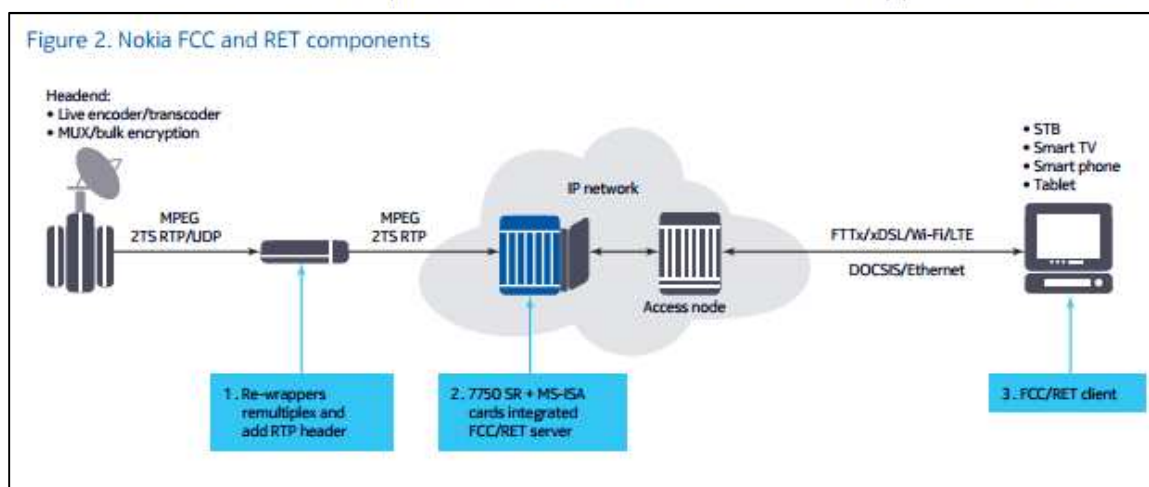 Figure 2. Nokia FCC and RET components
Headend:
• Live encoder/transcoder
• MUX/bulk encryption
MPEG
2TS RTP/UDP
MPEG
2TS RTP
IP network
Access node
FTTx/xDSL/Wi-Fi/LTE
DOCSIS/Ethernet
• STB
• Smart TV
• Smart phone
• Tablet
1. Re-wrappers
remultiplex and
add RTP header
2. 7750 SR + MS-ISA
cards integrated
FCC/RET server
3. FCC/RET client